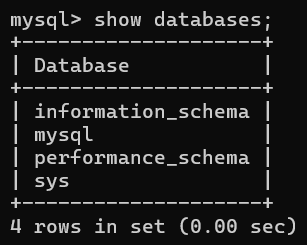 mysql> show databases;
+--------------------+
| Database           |
+--------------------+
| information_schema |
| mysql              |
| performance_schema |
| sys                |
+--------------------+
4 rows in set (0.00 sec)